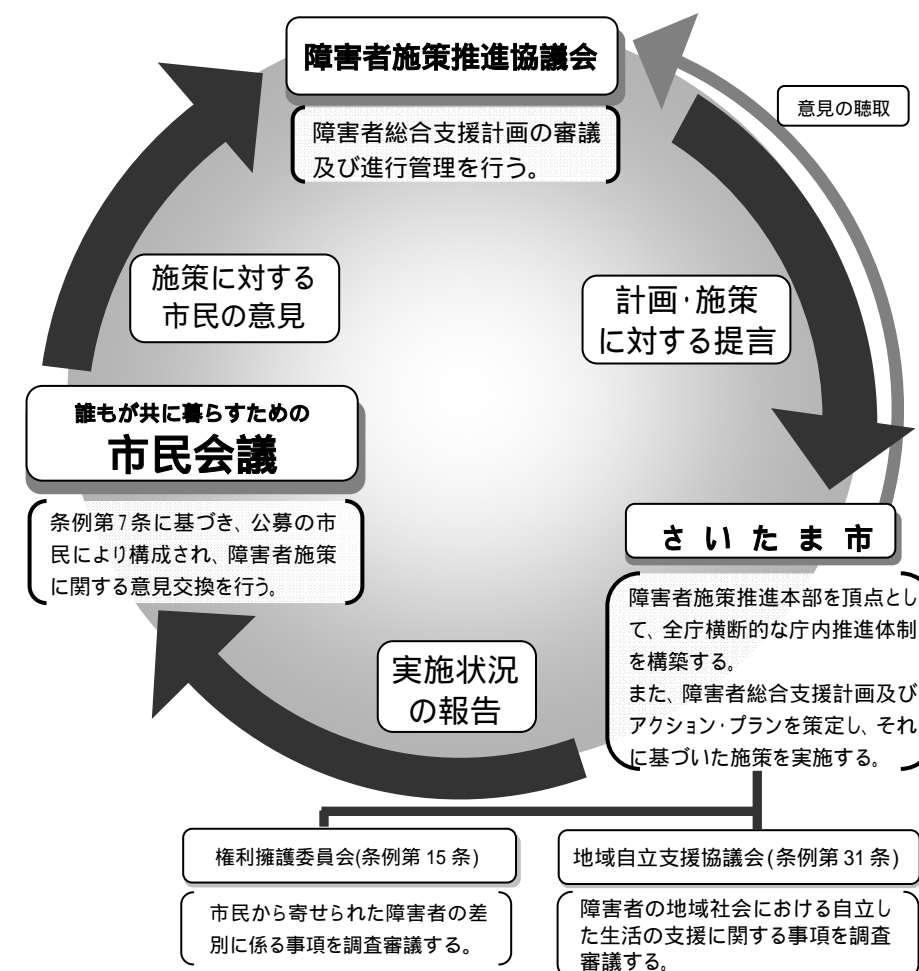 障害者施策推進協議会
障害者総合支援計画の審議
及び進行管理を行う。
意見の聴取
施策に対する
市民の意見
計画・施策
に対する提言
誰もが共に暮らすための
市民会議
条例第7条に基づき、公募の市
民により構成され、障害者施策
に関する意見交換を行う。
さいたま市
障害者施策推進本部を頂点とし
て、全庁横断的な庁内推進体制
を構築する。
また、障害者総合支援計画及び
アクション・プランを策定し、それ
に基づいた施策を実施する。
実施状況
の報告
権利擁護委員会(条例第 15 条)
市民から寄せられた障害者の差
別に係る事項を調査審議する。
地域自立支援協議会(条例第 31 条)
障害者の地域社会における自立し
た生活の支援に関する事項を調査
審議する。